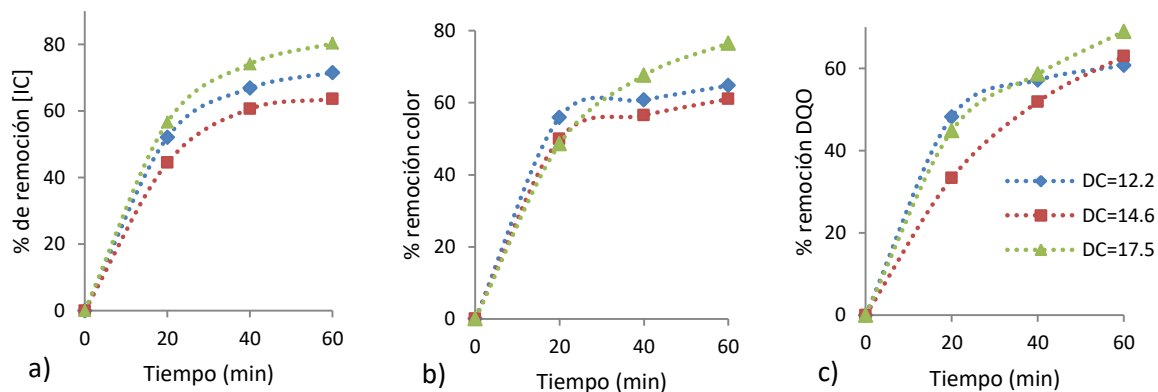 % de remoción [IC]
80
60
40
20
0
0 20 40 60
Tiempo (min)
a)
% remoción color
80
60
40
20
0
0 20 40 60
Tiempo (min)
b)
% remoción DQO
60
40
20
0
0 20 40 60
Tiempo (min)
c)
DC=12.2
DC=14.6
DC=17.5